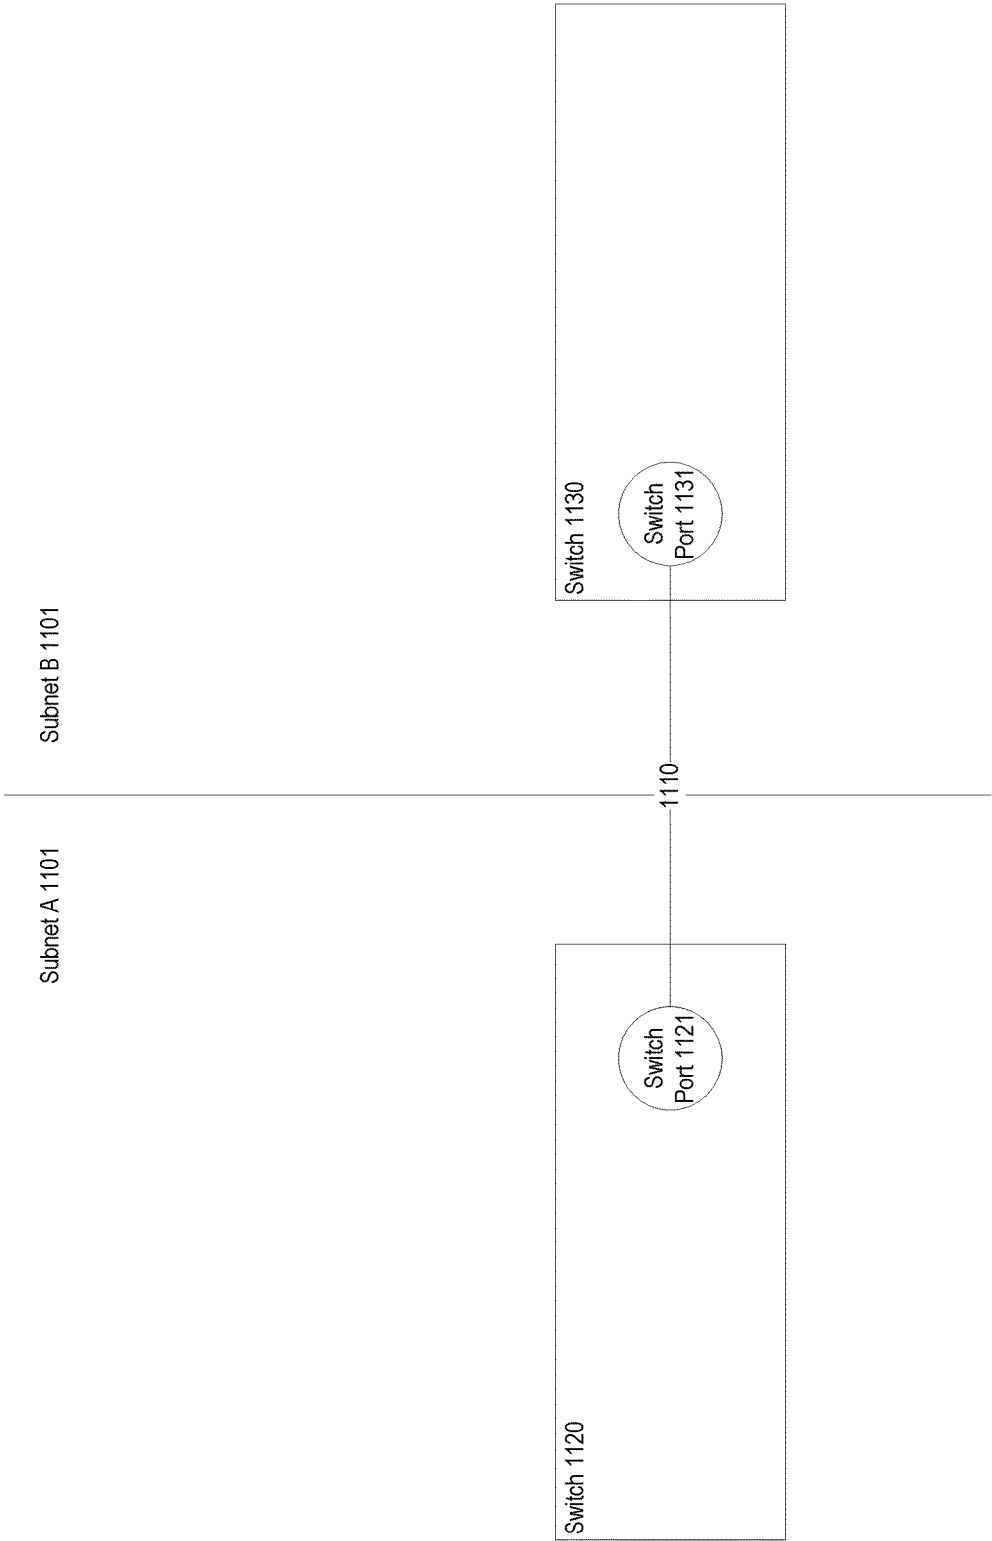 Subnet A 1101
Subnet B 1101
Switch 1120
Switch
Port 1121
1110
Switch 1130
Switch
Port 1131